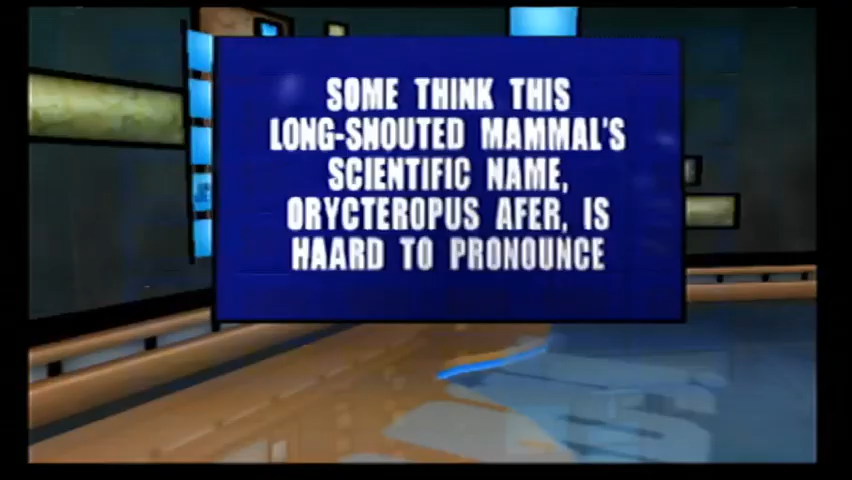 SOME THINK THIS
LONG-SNOUTED MAMMAL'S
SCIENTIFIC NAME,
ORYCTEROPUS AFER, IS
HAARD TO PRONOUNCE